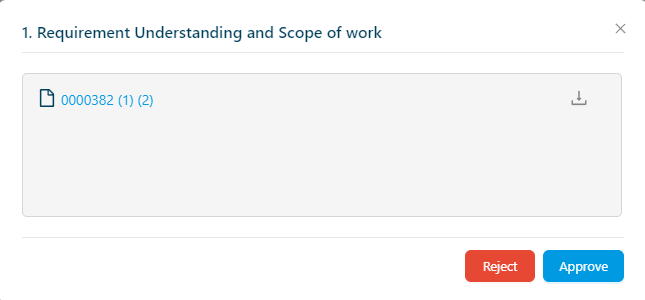 1. Requirement Understanding and Scope of work
0000382 (1) (2)
Reject
Approve